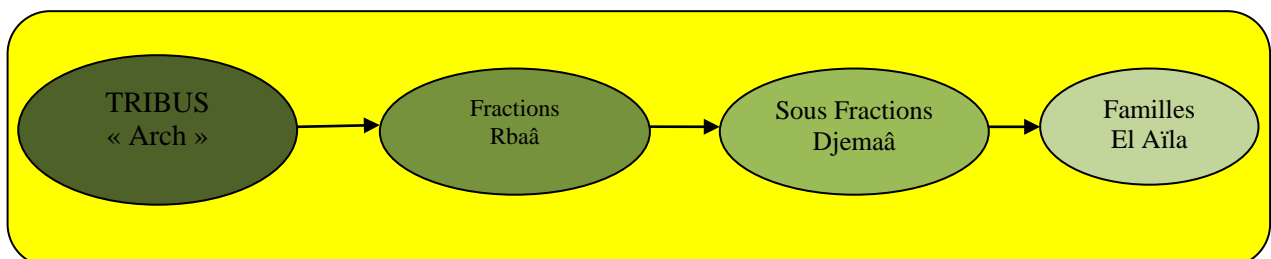 TRIBUS
« Arch »
Fractions
Rbaâ
Sous Fractions
Djemaâ
Familles
El Aïla